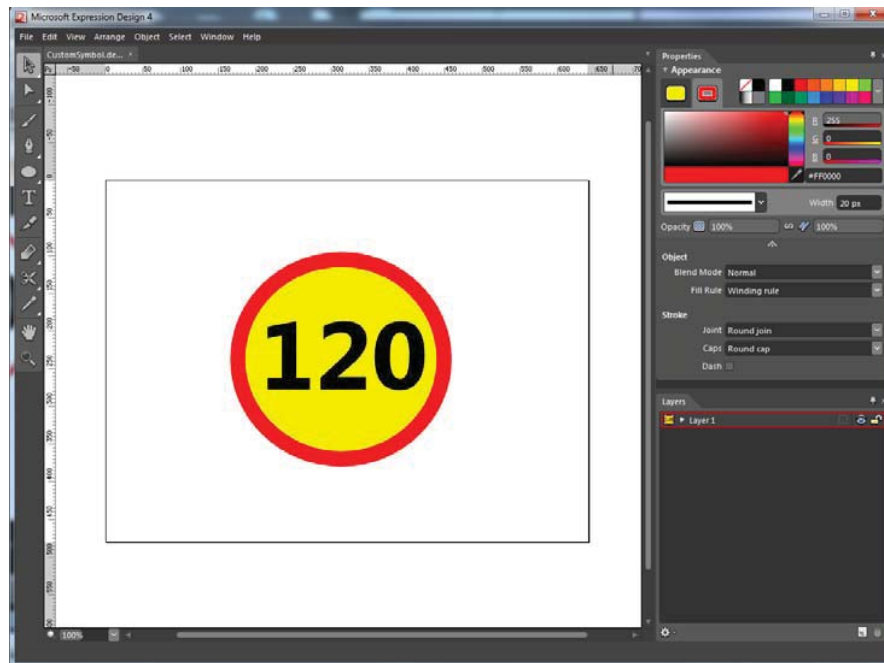 Microsoft Expression Design 4
File Edit View Arrange Object Select Window Help
CustomSymbol.de... ×
Properties
Appearance
R 255
G 0
B 0
#FF0000
Width 20 px
Opacity 100% 100%
Object
Blend Mode Normal
Fill Rule Winding rule
Stroke
Joint Round join
Caps Round cap
Dash
Layers
Layer 1
120
100%